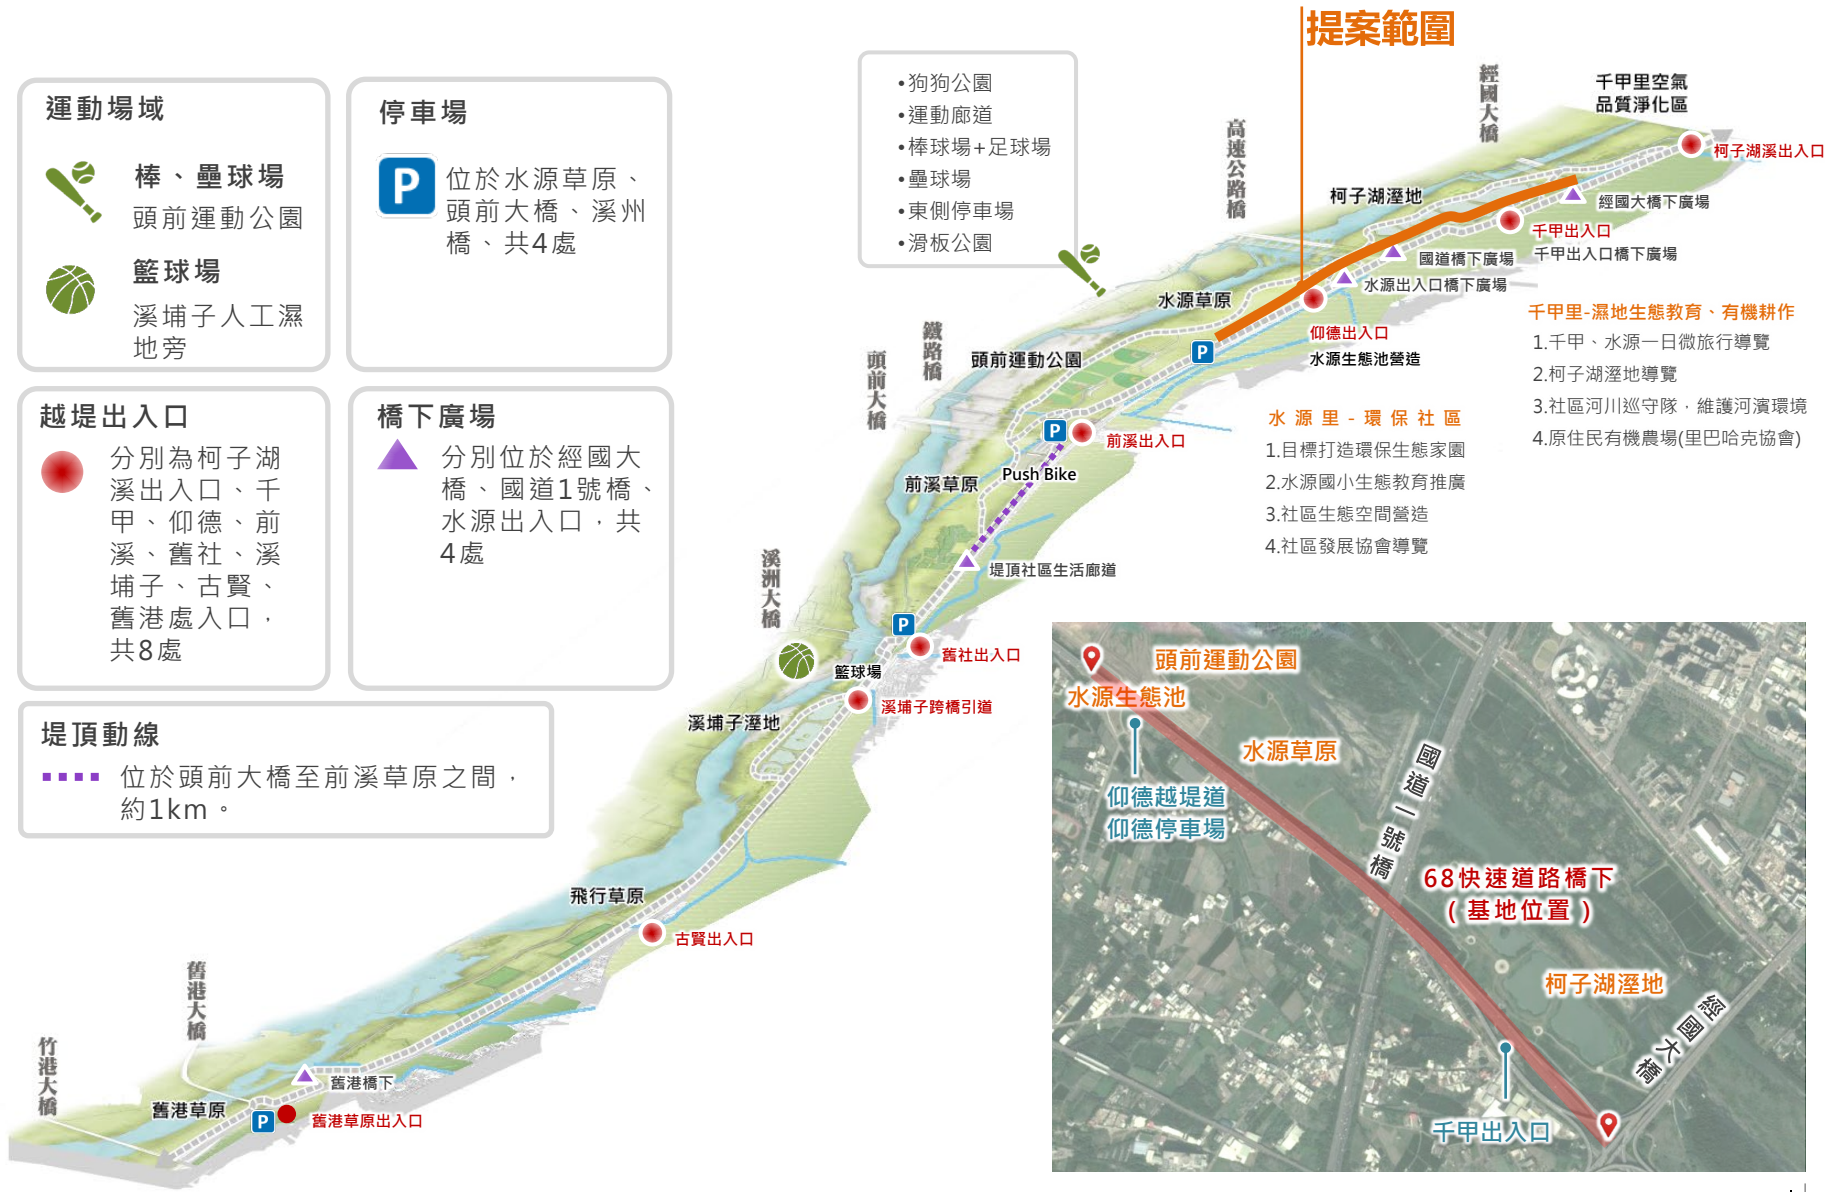 提案範圍
運動場域
棒、壘球場
頭前運動公園
籃球場
溪埔子人工濕
地旁
停車場
P
位於水源草原、
頭前大橋、溪州
橋、共4處
越堤出入口
分別為柯子湖
溪出入口、千
甲、仰德、前
溪、舊社、溪
埔子、古賢、
舊港處入口，
共8處
橋下廣場
分別位於經國大
橋、國道1號橋、
水源出入口，共
4處
堤頂動線
位於頭前大橋至前溪草原之間，
約1km。
•狗狗公園
•運動廊道
•棒球場+足球場
•壘球場
•東側停車場
•滑板公園
經國大橋
千甲里空氣
品質淨化區
柯子湖溪出入口
高速公路橋
柯子湖溼地
經國大橋下廣場
千甲出入口
千甲出入口橋下廣場
國道橋下廣場
水源出入口橋下廣場
水源草原
仰德出入口
水源生態池營造
P
鐵路橋
頭前大橋
頭前運動公園
P
前溪出入口
Push Bike
前溪草原
堤頂社區生活廊道
溪洲大橋
P
舊社出入口
籃球場
溪埔子跨橋引道
溪埔子溼地
飛行草原
古賢出入口
舊港大橋
竹港大橋
舊港橋下
舊港草原
P
舊港草原出入口
千甲里-濕地生態教育、有機耕作
1.千甲、水源一日微旅行導覽
2.柯子湖溼地導覽
3.社區河川巡守隊，維護河濱環境
4.原住民有機農場(里巴哈克協會)
水源里-環保社區
1.目標打造環保生態家園
2.水源國小生態教育推廣
3.社區生態空間營造
4.社區發展協會導覽
頭前運動公園
水源生態池
水源草原
仰德越堤道
仰德停車場
國道一號橋
68快速道路橋下
(基地位置)
柯子湖溼地
經國大橋
千甲出入口